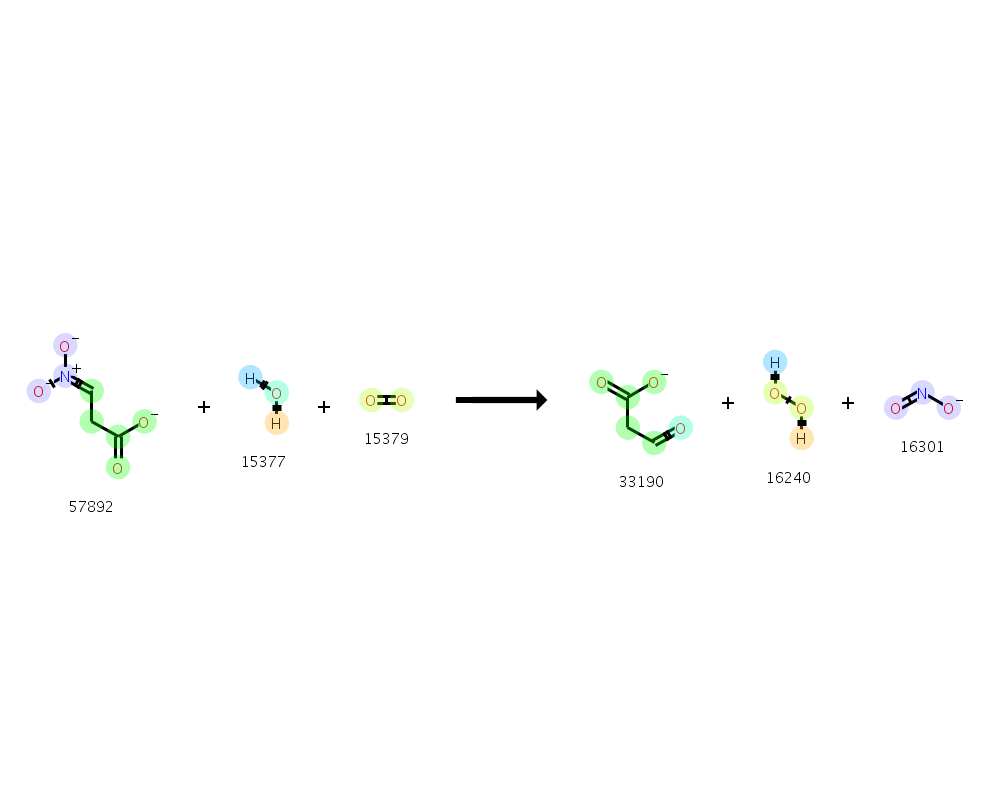 O−
O− N+
O−
O
57892
+
H O
H
15377
+
O O
15379
O O−
O
33190
+
H
O O
H
16240
+
N
O O−
16301